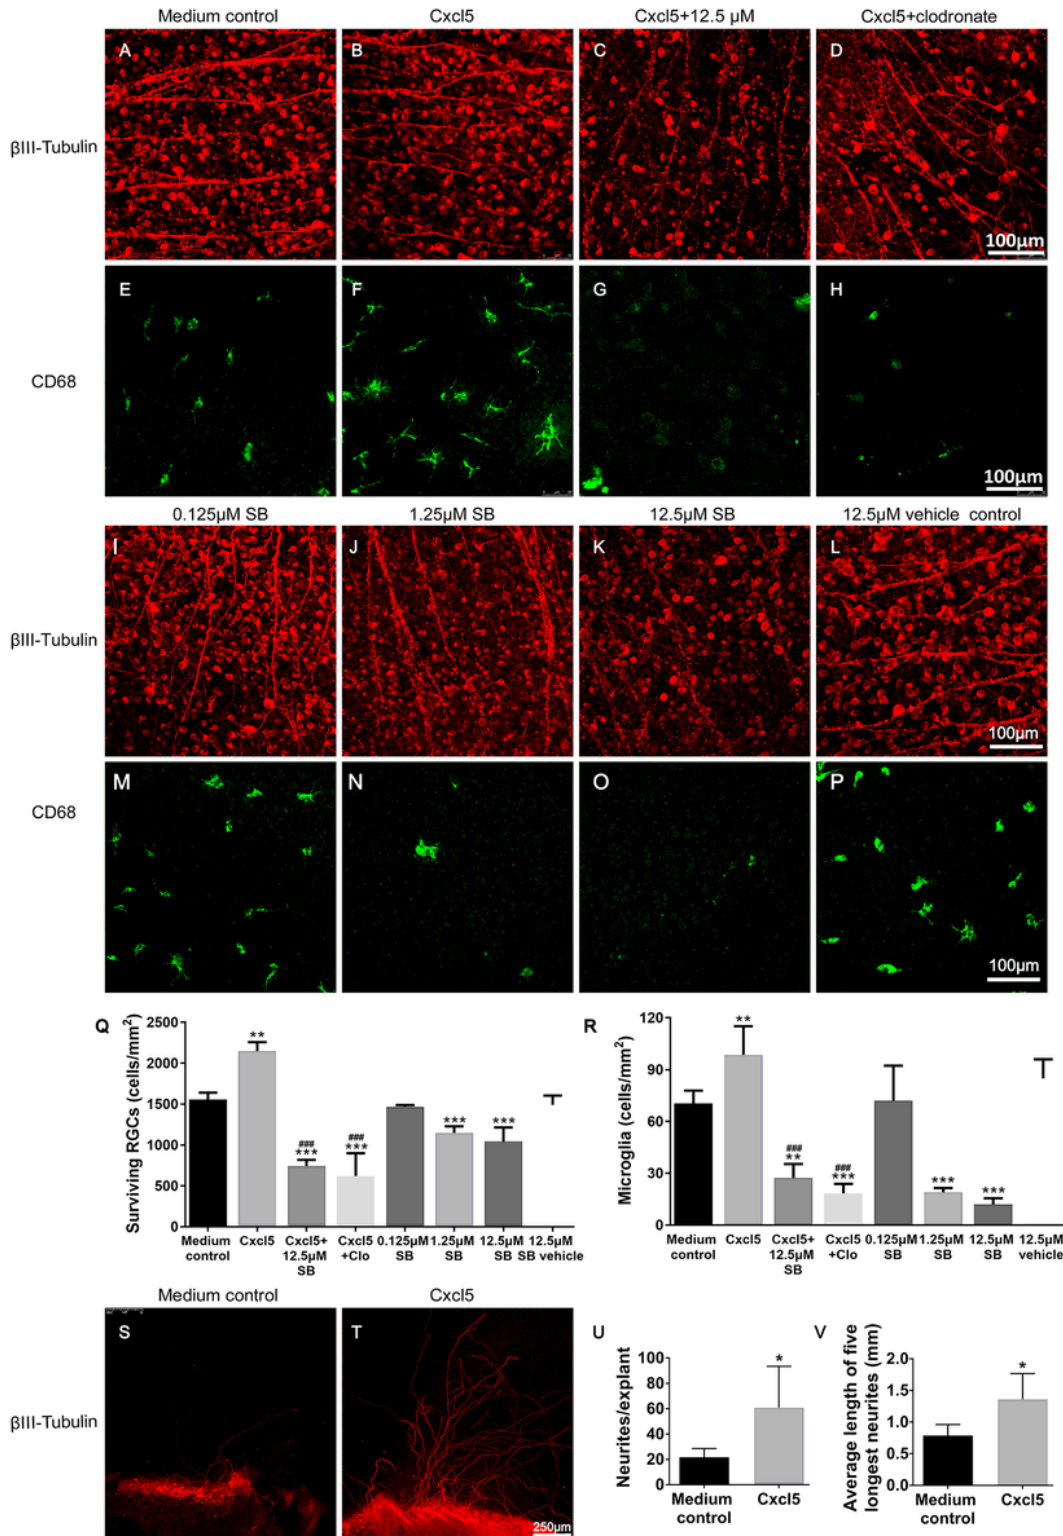 Medium control Cxcl5 Cxcl5+12.5 μM Cxcl5+clodronate
A B C D
βIII-Tubulin
100μm
E F G H
CD68
100μm
0.125μM SB 1.25μM SB 12.5μM SB 12.5μM vehicle control
I J K L
βIII-Tubulin
100μm
M N O P
CD68
100μm
Q
Surviving RGCs (cells/mm²)
2500
2000
1500
1000
500
0
** ### *** ### *** *** ***
Medium control Cxcl5 Cxcl5+ 12.5μM SB Cxcl5 +Clo 0.125μM SB 1.25μM SB 12.5μM SB 12.5μM SB vehicle
R
Microglia (cells/mm²)
120
90
60
30
0
** ### ** ### *** *** ***
Medium control Cxcl5 Cxcl5+ 12.5μM SB Cxcl5 +Clo 0.125μM SB 1.25μM SB 12.5μM SB 12.5μM vehicle
Medium control Cxcl5
S T
βIII-Tubulin
250μm
U
Neurites/explant
100
80
60
40
20
0
*
Medium control Cxcl5
V
Average length of five longest neurites (mm)
2.0
1.5
1.0
0.5
0.0
*
Medium control Cxcl5